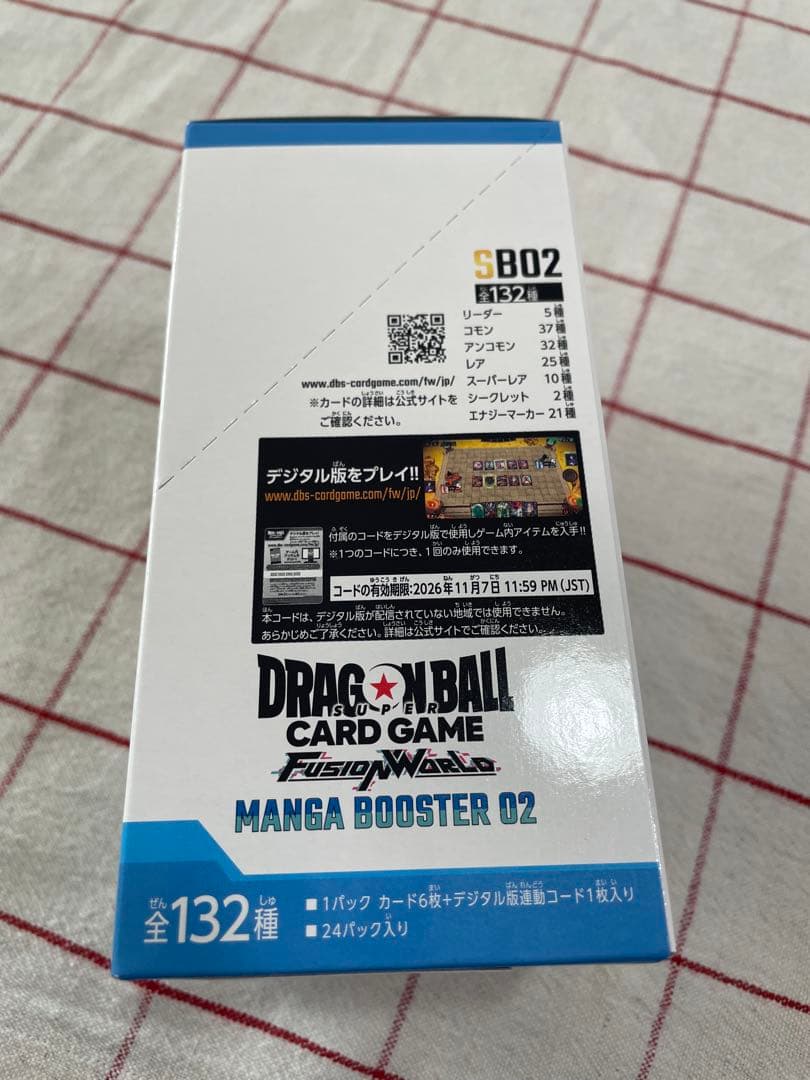 SB02
全132種
リーダー 5種
コモン 37種
アンコモン 32種
レア 25種
スーパーレア 10種
シークレット 2種
エナジーマーカー 21種
www.dbs-cardgame.com/fw/jp/
※カードの詳細は公式サイトを
ご確認ください。
デジタル版をプレイ!!
www.dbs-cardgame.com/fw/jp/
付属のコードをデジタル版で使用しゲーム内アイテムを入手!!
※1つのコードにつき、1回のみ使用できます。
コードの有効期限:2026年11月7日 11:59 PM (JST)
本コードは、デジタル版が配信されていない地域では使用できません。
あらかじめご了承ください。詳細は公式サイトでご確認ください。
DRAGON BALL
SUPER
CARD GAME
FUSION WORLD
MANGA BOOSTER 02
全132種
■1パック カード6枚+デジタル版連動コード1枚入り
■24パック入り